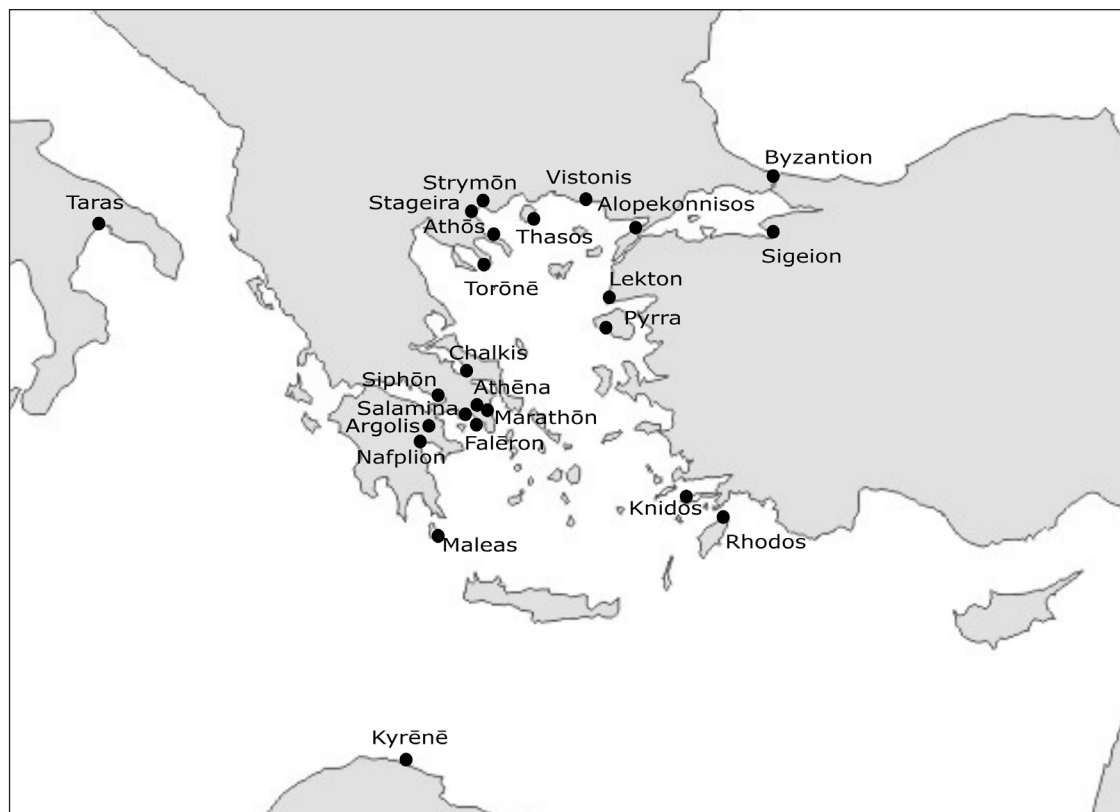 Byzantion
Vistonis
Strymōn
Taras
Stageira
Alopekonnisos
Athōs
Thasos
Sigeion
Lekton
Torōnē
Pyrra
Chalkis
Siphōn
Athēna
Salamina
Marathōn
Argolis
Falēron
Nafplion
Knidos
Rhodos
Maleas
Kyrēnē